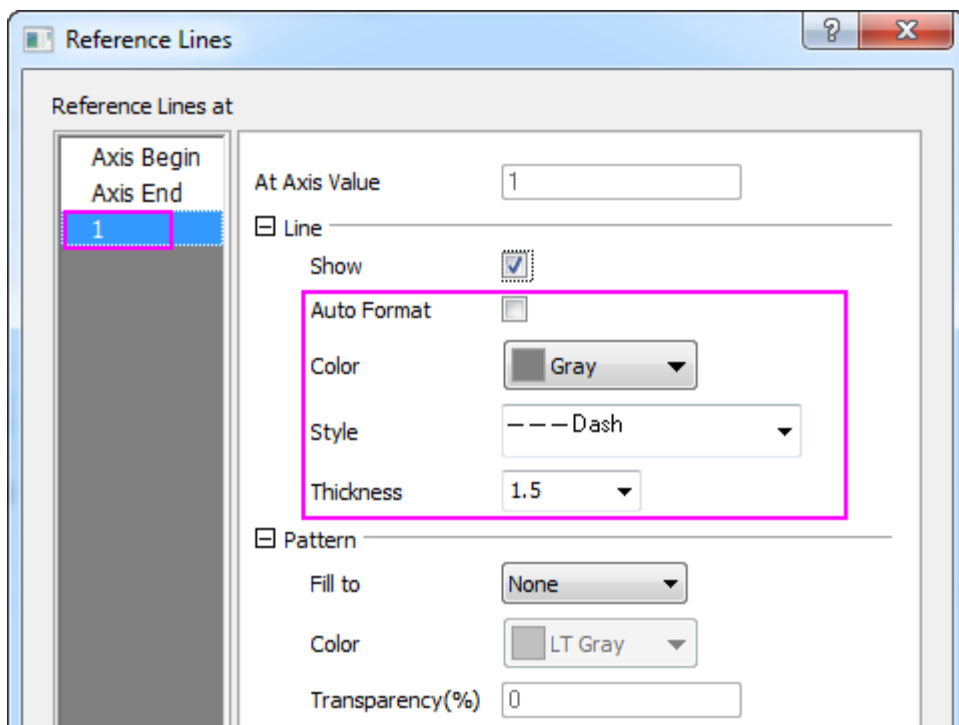 Reference Lines
?
Reference Lines at
Axis Begin
Axis End
1
At Axis Value 1
Line
Show
Auto Format
Color Gray
Style Dash
Thickness 1.5
Pattern
Fill to None
Color LT Gray
Transparency(%) 0